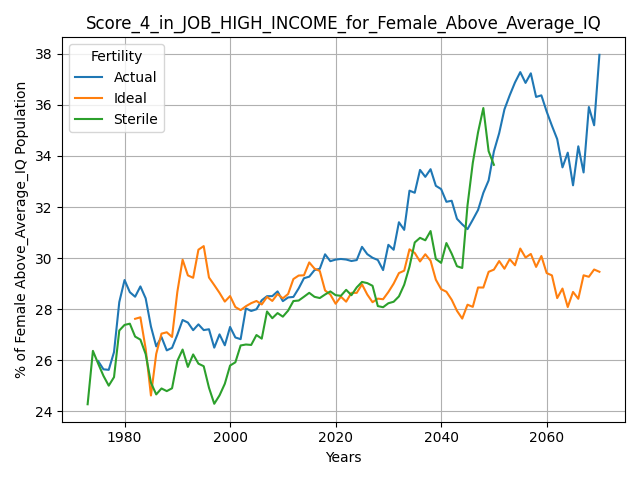 Score_4_in_JOB_HIGH_INCOME_for_Female_Above_Average_IQ
Fertility
Actual
Ideal
Sterile
% of Female Above_Average_IQ Population
38
36
34
32
30
28
26
24
1980
2000
2020
2040
2060
Years